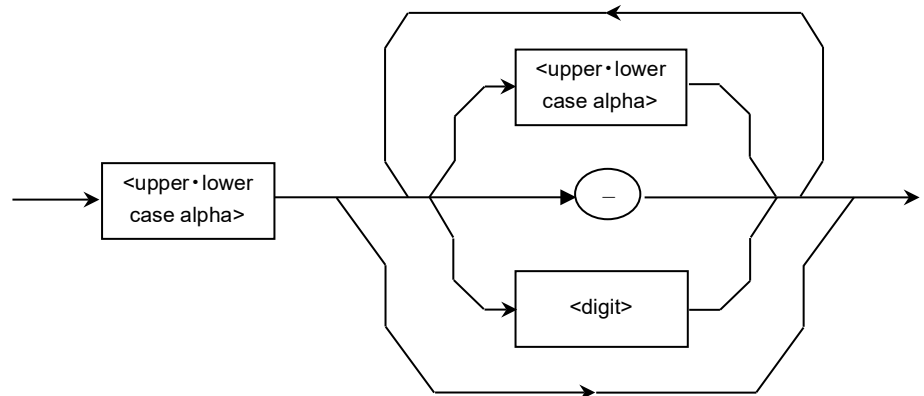 <upper・lower
case alpha>
<upper・lower
case alpha>
–
<digit>